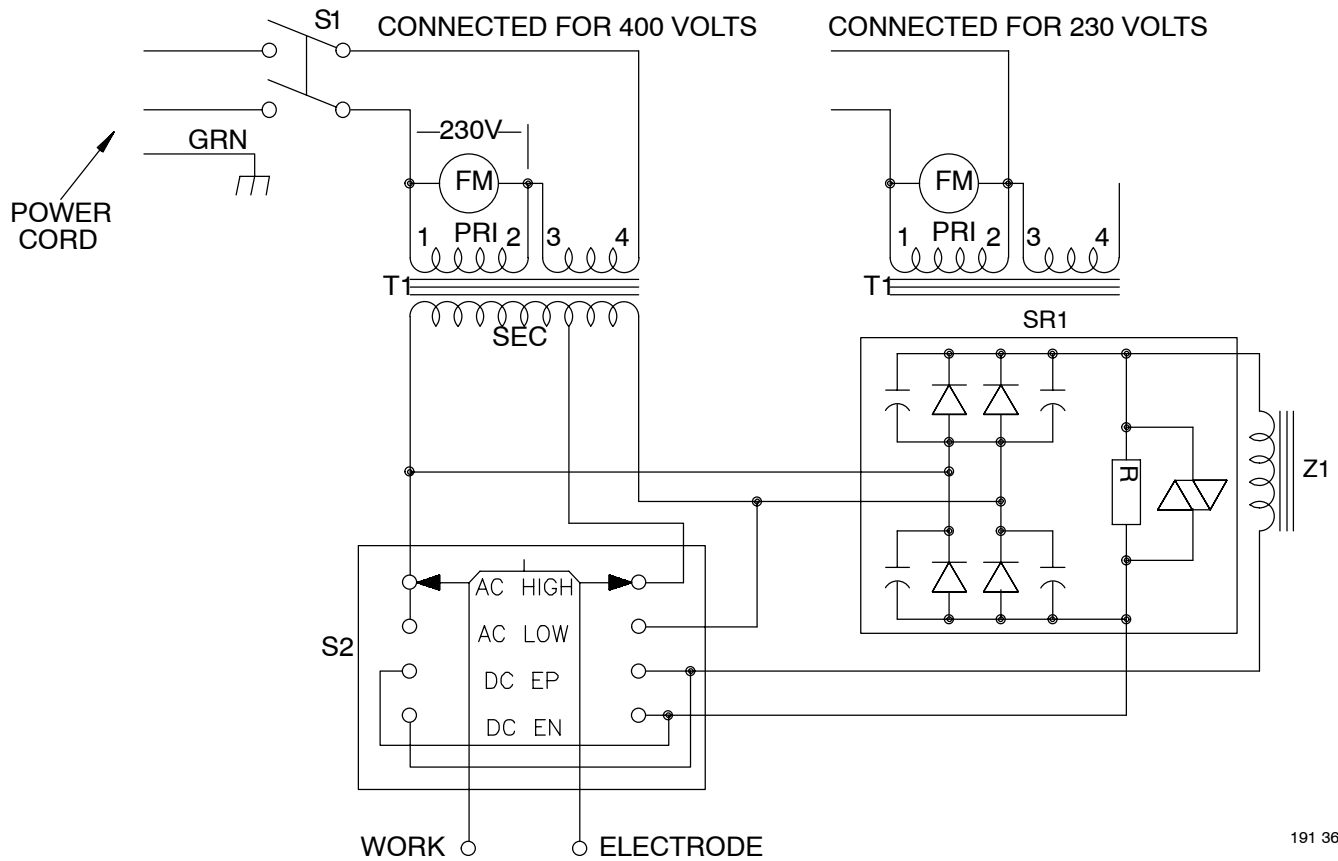 S1
CONNECTED FOR 400 VOLTS
CONNECTED FOR 230 VOLTS
GRN
230V
FM
FM
POWER
CORD
1 PRI 2 3 4
1 PRI 2 3 4
T1
T1
SEC
SR1
R
Z1
S2
AC HIGH
AC LOW
DC EP
DC EN
WORK
ELECTRODE
191 36